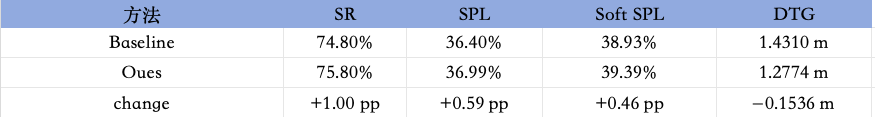 方法 SR SPL Soft SPL DTG
Baseline 74.80% 36.40% 38.93% 1.4310 m
Oues 75.80% 36.99% 39.39% 1.2774 m
change +1.00 pp +0.59 pp +0.46 pp −0.1536 m